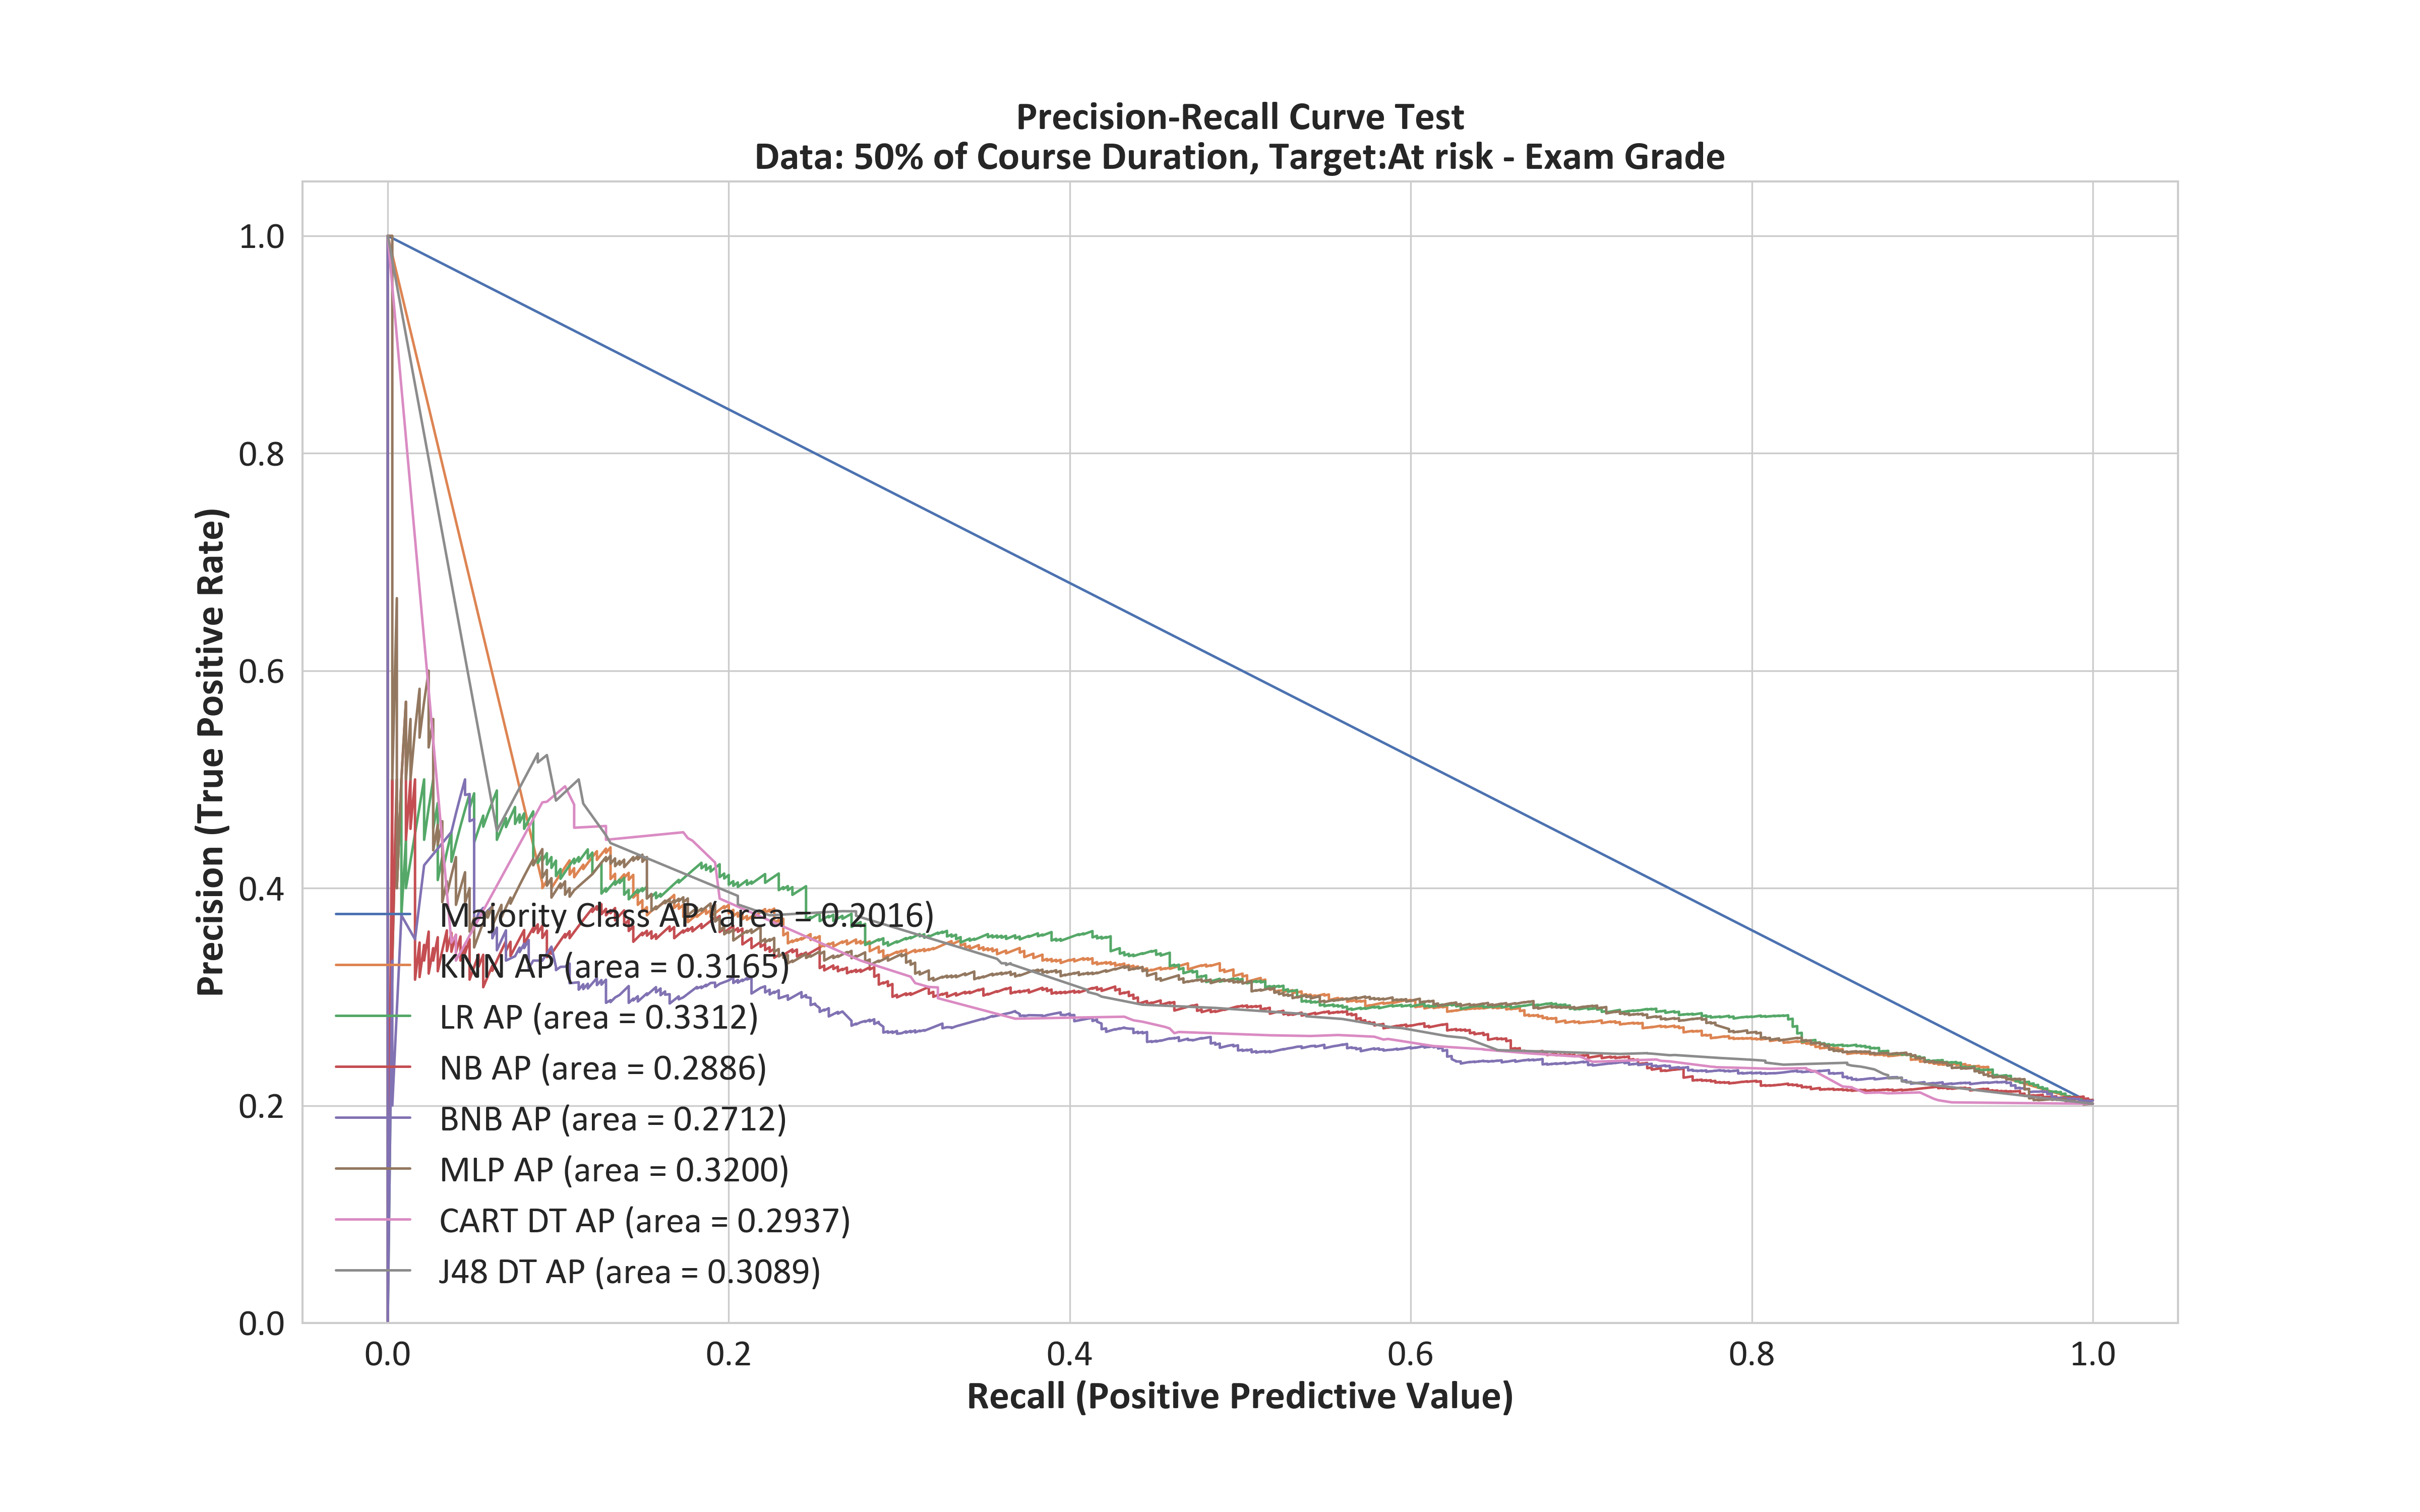 Precision-Recall Curve Test
Data: 50% of Course Duration, Target:At risk - Exam Grade
Precision (True Positive Rate)
1.0
0.8
0.6
0.4
0.2
0.0
Majority Class AP (area = 0.2016)
KNN AP (area = 0.3165)
LR AP (area = 0.3312)
NB AP (area = 0.2886)
BNB AP (area = 0.2712)
MLP AP (area = 0.3200)
CART DT AP (area = 0.2937)
J48 DT AP (area = 0.3089)
0.0 0.2 0.4 0.6 0.8 1.0
Recall (Positive Predictive Value)